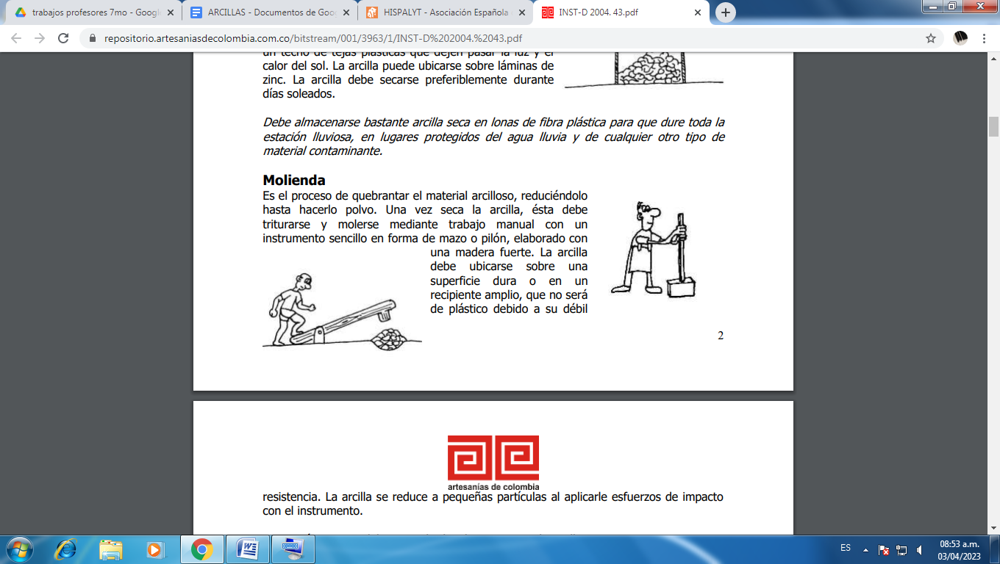 trabajos profesores 7mo - Googl
ARCILLAS - Documentos de Goo
HISPALYT - Asociación Española
INST-D 2004. 43.pdf
repositorio.artesaniasdecolombia.com.co/bitstream/001/3963/1/INST-D%202004.%2043.pdf
un techo de tejas plásticas que dejen pasar la luz y el
calor del sol. La arcilla puede ubicarse sobre láminas de
zinc. La arcilla debe secarse preferiblemente durante
días soleados.
Debe almacenarse bastante arcilla seca en lonas de fibra plástica para que dure toda la
estación lluviosa, en lugares protegidos del agua lluvia y de cualquier otro tipo de
material contaminante.
Molienda
Es el proceso de quebrantar el material arcilloso, reduciéndolo
hasta hacerlo polvo. Una vez seca la arcilla, ésta debe
triturarse y molerse mediante trabajo manual con un
instrumento sencillo en forma de mazo o pilón, elaborado con
una madera fuerte. La arcilla
debe ubicarse sobre una
superficie dura o en un
recipiente amplio, que no será
de plástico debido a su débil
2
artesanías de colombia
resistencia. La arcilla se reduce a pequeñas partículas al aplicarle esfuerzos de impacto
con el instrumento.
ES
08:53 a.m.
03/04/2023